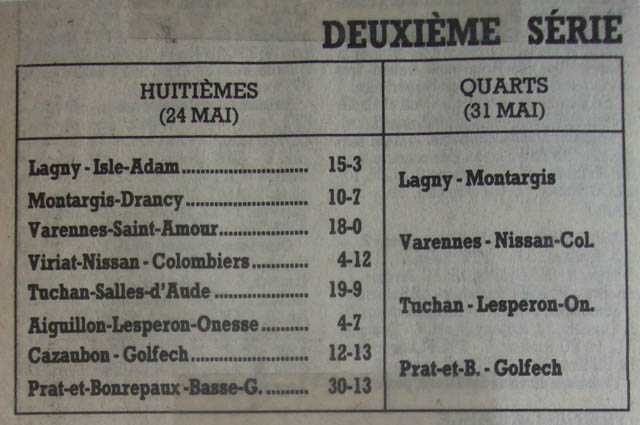 DEUXIÈME SÉRIE
HUITIÈMES
(24 MAI)
Lagny - Isle-Adam .............................. 15-3
Montargis-Drancy ............................. 10-7
Varennes-Saint-Amour ..................... 18-0
Viriat-Nissan - Colombiers ............. 4-12
Tuchan-Salles-d'Aude ....................... 19-9
Aiguillon-Lesperon-Onesse ............ 4-7
Cazaubon - Golfech ........................... 12-13
Prat-et-Bonrepaux-Basse-G. .......... 30-13
QUARTS
(31 MAI)
Lagny - Montargis
Varennes - Nissan-Col.
Tuchan - Lesperon-On.
Prat-et-B. - Golfech